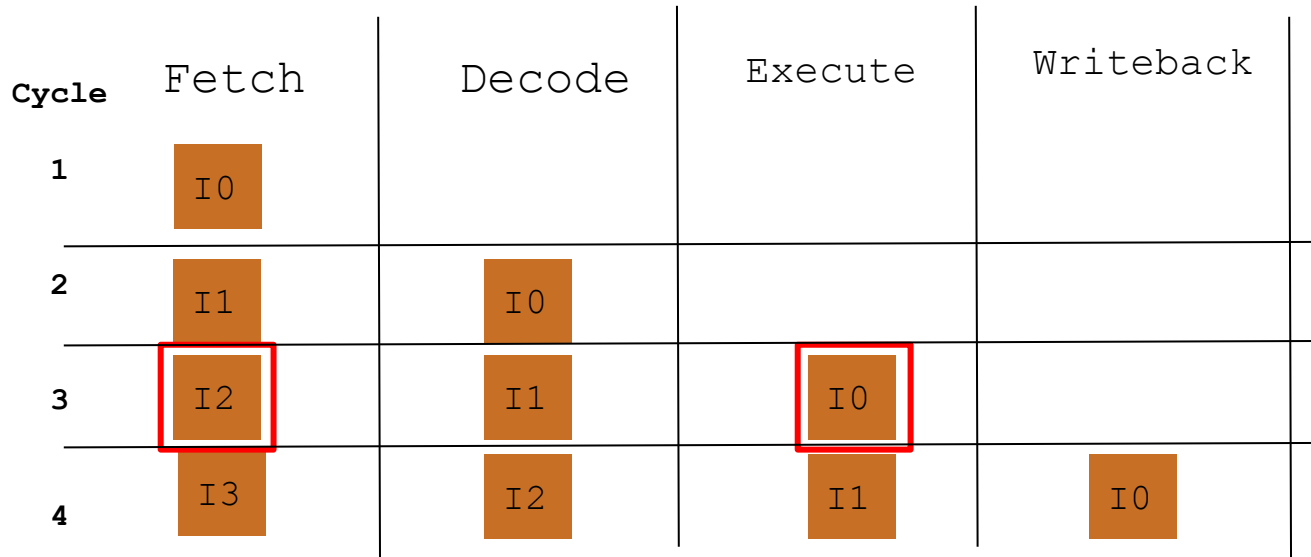 Cycle Fetch Decode Execute Writeback
1 I0
2 I1 I0
3 I2 I1 I0
4 I3 I2 I1 I0